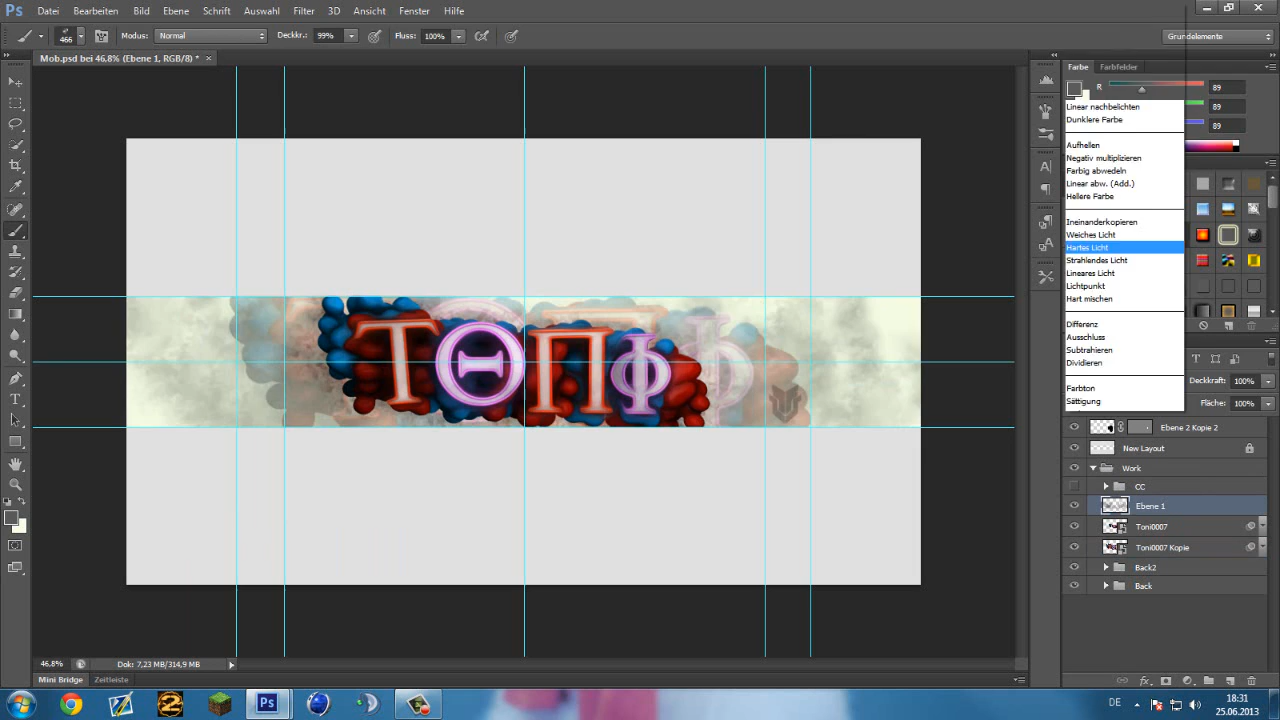 Ps Datei Bearbeiten Bild Ebene Schrift Auswahl Filter 3D Ansicht Fenster Hilfe
466 Modus: Normal Deckkr.: 99% Fluss: 100% Grundelemente
Mob.psd bei 46,8% (Ebene 1, RGB/8) *
Farbe Farbfelder
R 89
89
89
Linear nachbelichten
Dunklere Farbe
Aufhellen
Negativ multiplizieren
Farbig abwedeln
Linear abw. (Add.)
Hellere Farbe
Ineinanderkopieren
Weiches Licht
Hartes Licht
Strahlendes Licht
Lineares Licht
Lichtpunkt
Hart mischen
Differenz
Ausschluss
Subtrahieren
Dividieren
Farbton
Sättigung
ΤΘΠΦ
Deckkraft: 100%
Fläche: 100%
Ebene 2 Kopie 2
New Layout
Work
CC
Ebene 1
Toni0007
Toni0007 Kopie
Back2
Back
46,8% Dok: 7,23 MB/314,9 MB
Mini Bridge Zeitleiste
Ps DE 18:31
25.06.2013